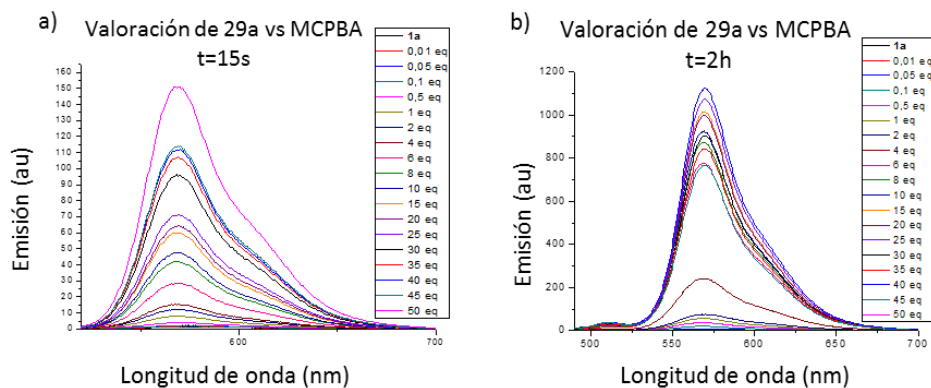 a)
Valoración de 29a vs MCPBA
t=15s
160
150
140
130
120
110
100
90
80
70
60
50
40
30
20
10
0
600
700
Emisión (au)
Longitud de onda (nm)
1a
0,01 eq
0,05 eq
0,1 eq
0,5 eq
1 eq
2 eq
4 eq
6 eq
8 eq
10 eq
15 eq
20 eq
25 eq
30 eq
35 eq
40 eq
45 eq
50 eq
b)
Valoración de 29a vs MCPBA
t=2h
1200
1000
800
600
400
200
0
500
550
600
650
700
Emisión (au)
Longitud de onda (nm)
1a
0,01 eq
0,05 eq
0,1 eq
0,5 eq
1 eq
2 eq
4 eq
6 eq
8 eq
10 eq
15 eq
20 eq
25 eq
30 eq
35 eq
40 eq
45 eq
50 eq